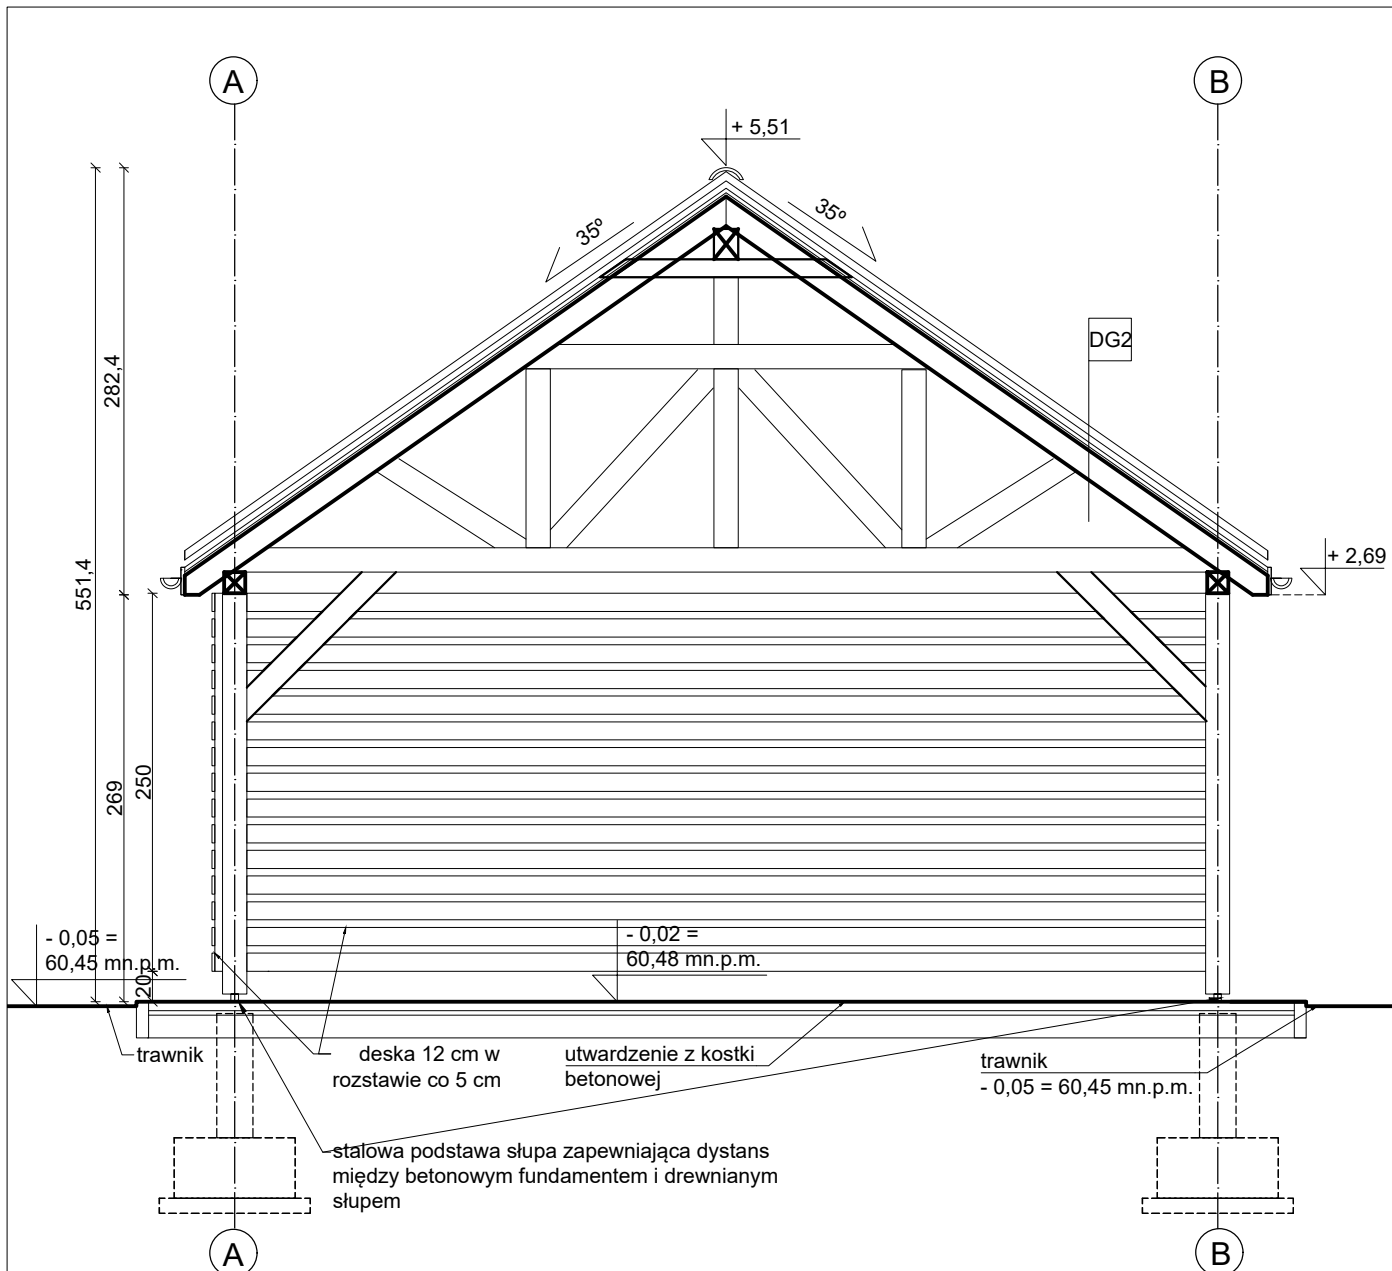 A
B
+ 5,51
35º
35º
DG2
282,4
551,4
+ 2,69
269
250
20
- 0,05 =
60,45 mn.p.m.
- 0,02 =
60,48 mn.p.m.
trawnik
deska 12 cm w
rozstawie co 5 cm
utwardzenie z kostki
betonowej
trawnik
- 0,05 = 60,45 mn.p.m.
stalowa podstawa słupa zapewniająca dystans
między betonowym fundamentem i drewnianym
słupem
A
B